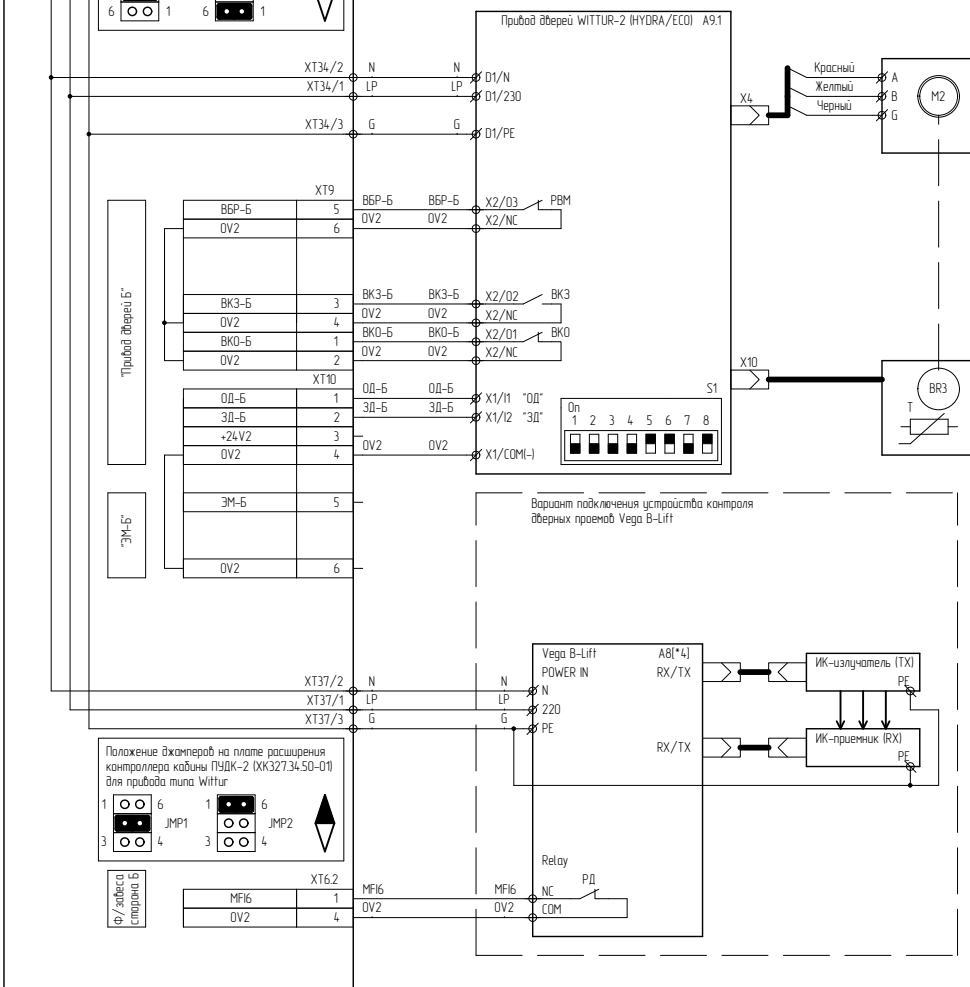 6 1 6 1
Привод дверей WITTUR-2 (HYDRA/ECO) A9.1
XT34/2 N N D1/N
XT34/1 LP LP D1/230
XT34/3 G G D1/PE
X4
Красный A
Желтый B
Черный G
M2
XT9
ВБР-Б 5 ВБР-Б ВБР-Б X2/O3 РВМ
0V2 6 0V2 0V2 X2/NC
"Привод дверей Б"
ВКЗ-Б 3 ВКЗ-Б ВКЗ-Б X2/O2 ВКЗ
0V2 4 0V2 0V2 X2/NC
ВКО-Б 1 ВКО-Б ВКО-Б X2/O1 ВКО
0V2 2 0V2 0V2 X2/NC
XT10
ОД-Б 1 ОД-Б ОД-Б X1/I1 "ОД"
ЗД-Б 2 ЗД-Б ЗД-Б X1/I2 "ЗД"
+24V2 3
0V2 4 0V2 0V2 X1/COM(-)
S1
On
1 2 3 4 5 6 7 8
X10
BR3
T
"ЭМ-Б"
ЭМ-Б 5
0V2 6
Вариант подключения устройства контроля
дверных проемов Vega B-Lift
Vega B-Lift A8[*4]
POWER IN RX/TX
XT37/2 N N N
XT37/1 LP LP 220
XT37/3 G G PE
RX/TX
ИК-излучатель (TX)
PE
ИК-приемник (RX)
PE
Положение джамперов на плате расширения
контроллера кабины ПУДК-2 (ХК327.34.50-01)
для привода типа Wittur
1 6 1 6
JMP1 JMP2
3 4 3 4
Ф/завеса
сторона Б
XT6.2
MFI6 1 MFI6 MFI6 NC
0V2 4 0V2 0V2 COM
Relay
РД